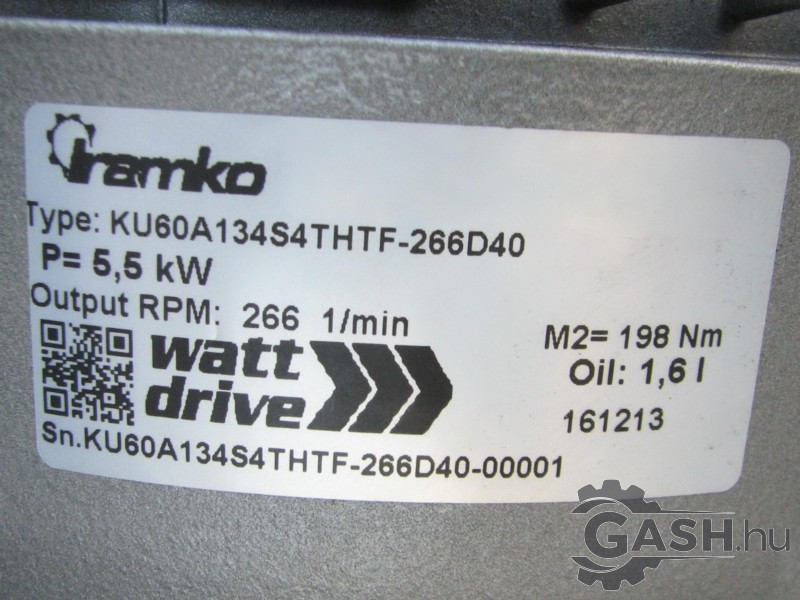 Iramko
Type: KU60A134S4THTF-266D40
P= 5,5 kW
Output RPM: 266 1/min
M2= 198 Nm
watt
drive
Oil: 1,6 l
161213
Sn.KU60A134S4THTF-266D40-00001
GASH.hu